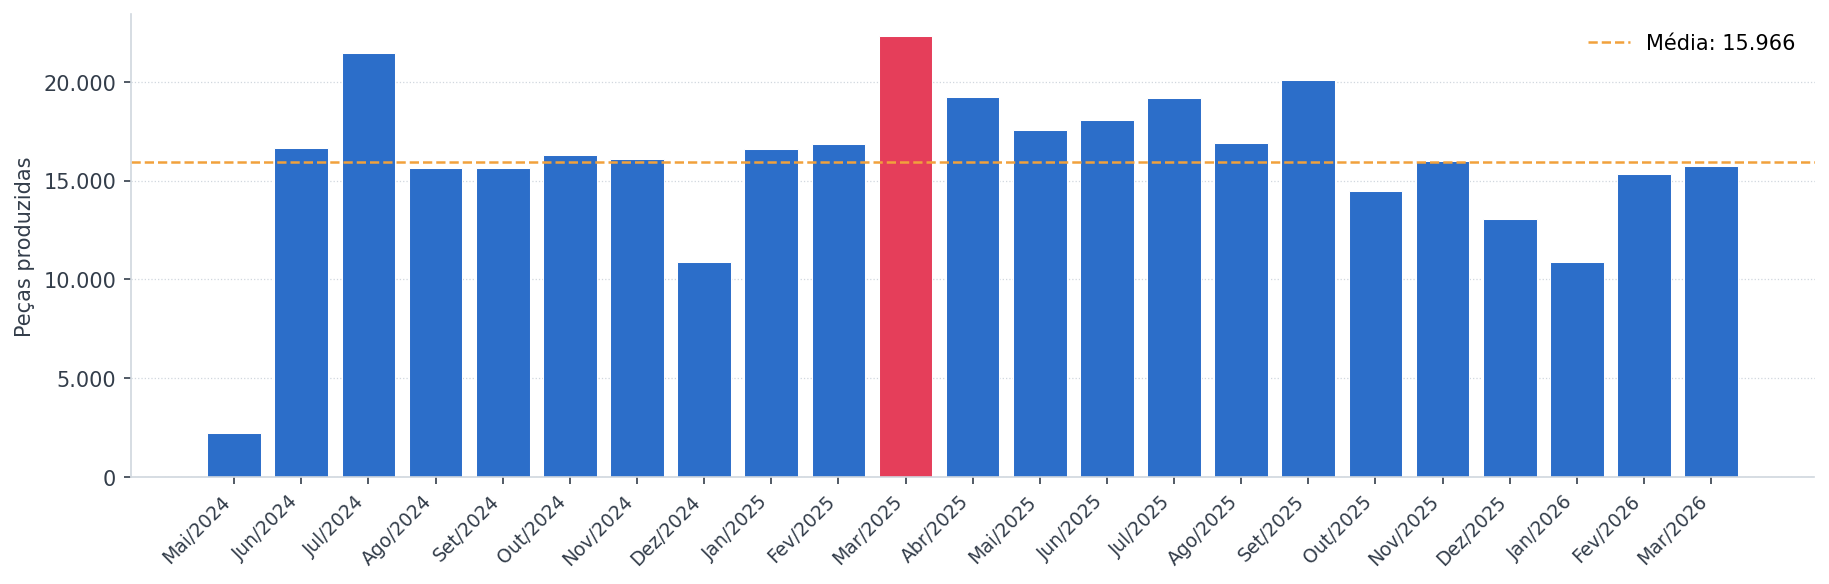 Média: 15.966
Peças produzidas
20.000
15.000
10.000
5.000
0
Mai/2024
Jun/2024
Jul/2024
Ago/2024
Set/2024
Out/2024
Nov/2024
Dez/2024
Jan/2025
Fev/2025
Mar/2025
Abr/2025
Mai/2025
Jun/2025
Jul/2025
Ago/2025
Set/2025
Out/2025
Nov/2025
Dez/2025
Jan/2026
Fev/2026
Mar/2026